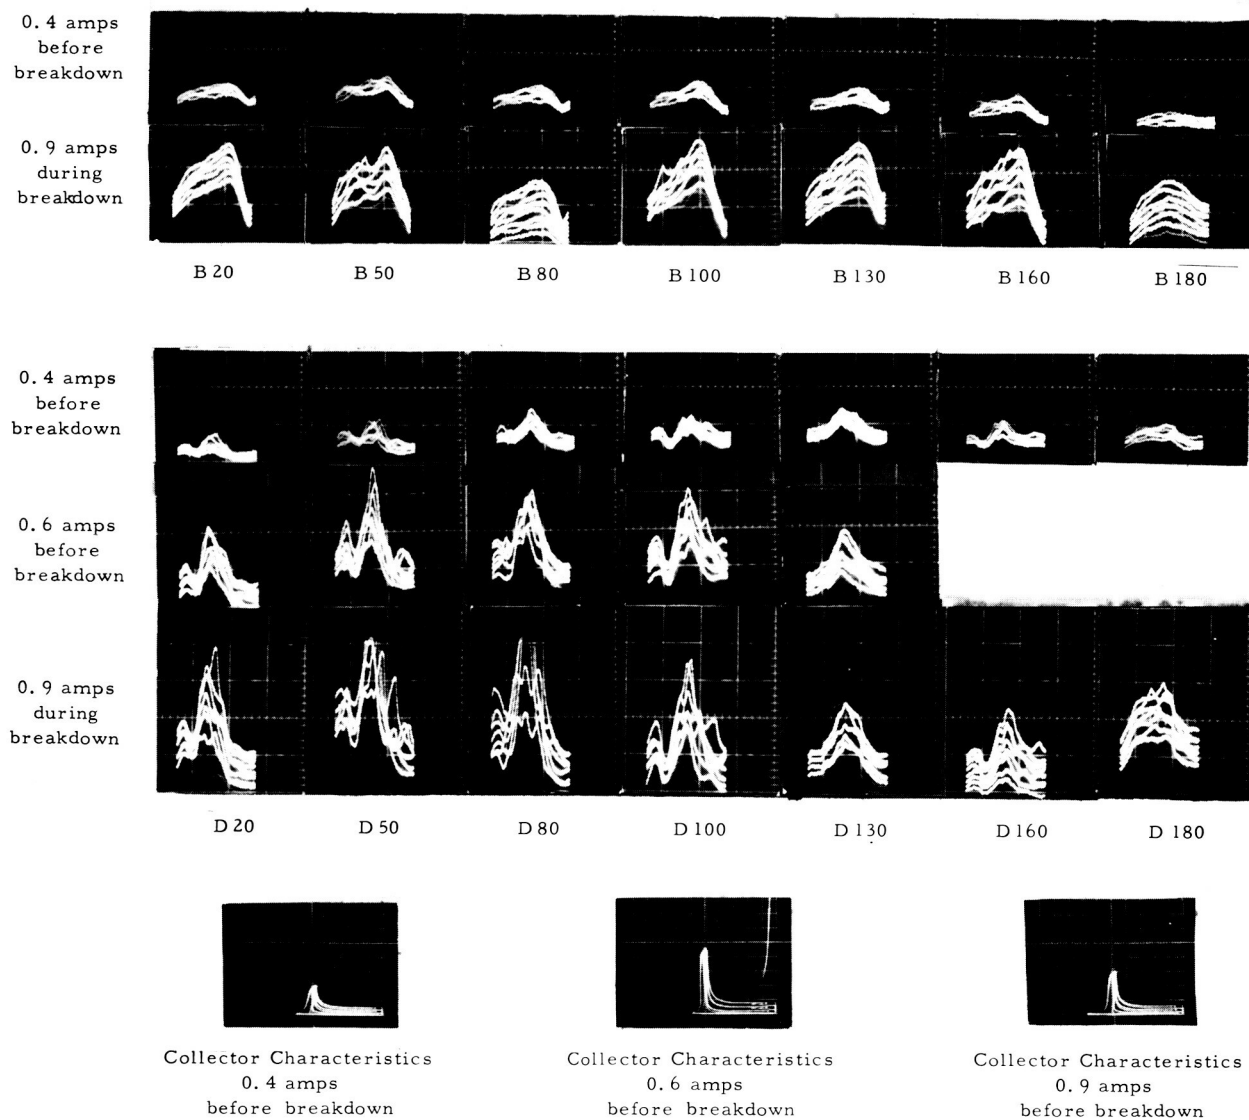 0.4 amps
before
breakdown
0.9 amps
during
breakdown
B 20 B 50 B 80 B 100 B 130 B 160 B 180
0.4 amps
before
breakdown
0.6 amps
before
breakdown
0.9 amps
during
breakdown
D 20 D 50 D 80 D 100 D 130 D 160 D 180
Collector Characteristics
0.4 amps
before breakdown
Collector Characteristics
0.6 amps
before breakdown
Collector Characteristics
0.9 amps
before breakdown